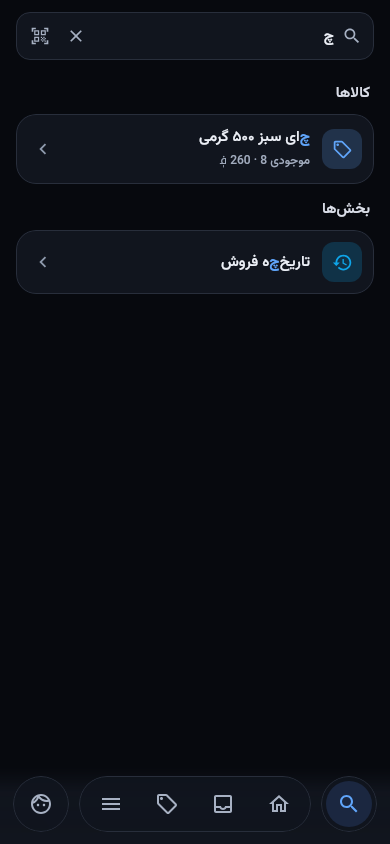 چ
کالاها
چای سبز ۵۰۰ گرمی
موجودی 8 · 260 ؋
بخش‌ها
تاریخچه فروش